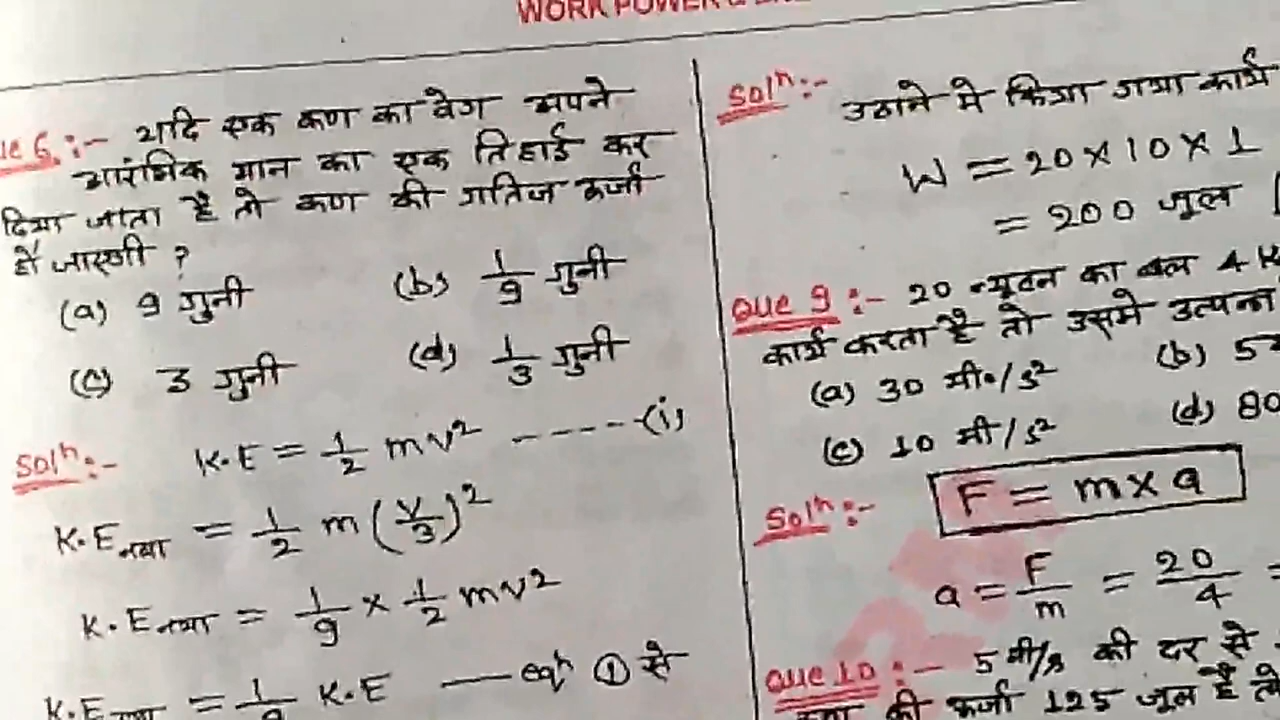 WORK POWER
Que 6:- यदि एक कण का वेग अपने
आरंभिक मान का एक तिहाई कर
दिया जाता है तो कण की गतिज ऊर्जा
हो जाएगी ?
(a) 9 गुनी (b) 1/9 गुनी
(c) 3 गुनी (d) 1/3 गुनी
Solⁿ:- K.E = 1/2 mv² -----(i)
K.E नया = 1/2 m (v/3)²
K.E नया = 1/9 × 1/2 mv²
K.E नया = 1/9 K.E — eqⁿ ① से
Solⁿ:- उठाने मे किया गया कार्य
W = 20 × 10 × 1
= 200 जूल
Que 9:- 20 न्यूटन का बल 4 K
कार्य करता है तो उसमे उत्पन्न
(a) 30 मी०/s² (b) 5
(c) 10 मी/s² (d) 80
Solⁿ:- F = m × a
a = F/m = 20/4 =
Que 10:- 5 मी/s की दर से
की ऊर्जा 125 जूल है तो